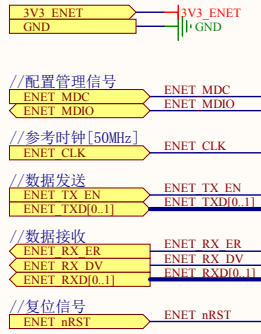 3V3_ENET 3V3_ENET
GND GND
//配置管理信号
ENET_MDC ENET_MDC
ENET_MDIO ENET_MDIO
//参考时钟[50MHz]
ENET_CLK ENET_CLK
//数据发送
ENET_TX_EN ENET_TX_EN
ENET_TXD[0..1] ENET_TXD[0..1]
//数据接收
ENET_RX_ER ENET_RX_ER
ENET_RX_DV ENET_RX_DV
ENET_RXD[0..1] ENET_RXD[0..1]
//复位信号
ENET_nRST ENET_nRST